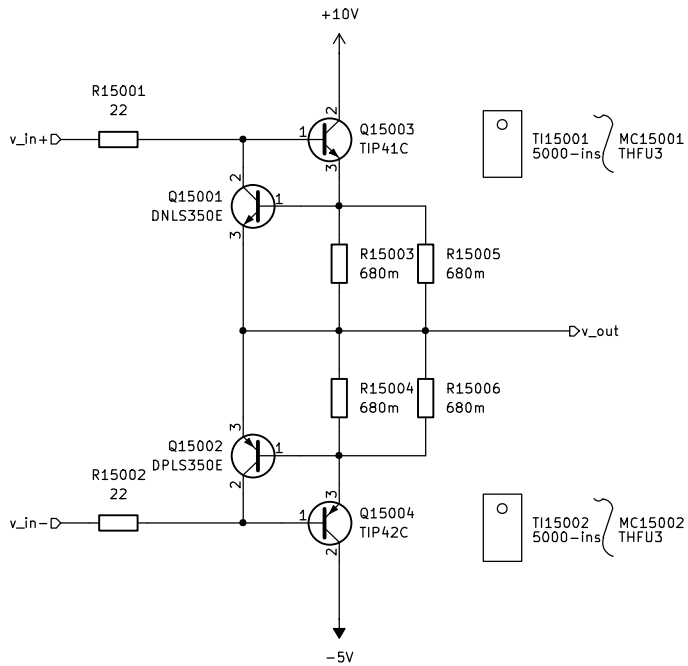 +10V
R15001
22
v_in+
1
2
3
Q15003
TIP41C
TI15001
5000-ins
MC15001
THFU3
Q15001
DNLS350E
2
1
3
R15003
680m
R15005
680m
v_out
R15004
680m
R15006
680m
Q15002
DPLS350E
3
1
2
R15002
22
v_in-
1
3
2
Q15004
TIP42C
TI15002
5000-ins
MC15002
THFU3
-5V